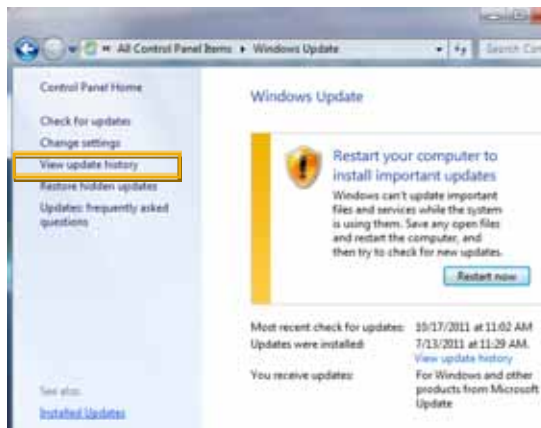 All Control Panel Items ▸ Windows Update
Control Panel Home
Check for updates
Change settings
View update history
Restore hidden updates
Updates: frequently asked
questions
See also
Installed Updates
Windows Update
Restart your computer to
install important updates
Windows can't update important
files and services while the system
is using them. Save any open files
and restart the computer, and
then try to check for new updates.
Restart now
Most recent check for updates: 10/17/2011 at 11:02 AM
Updates were installed: 7/13/2011 at 11:29 AM.
View update history
You receive updates: For Windows and other
products from Microsoft
Update